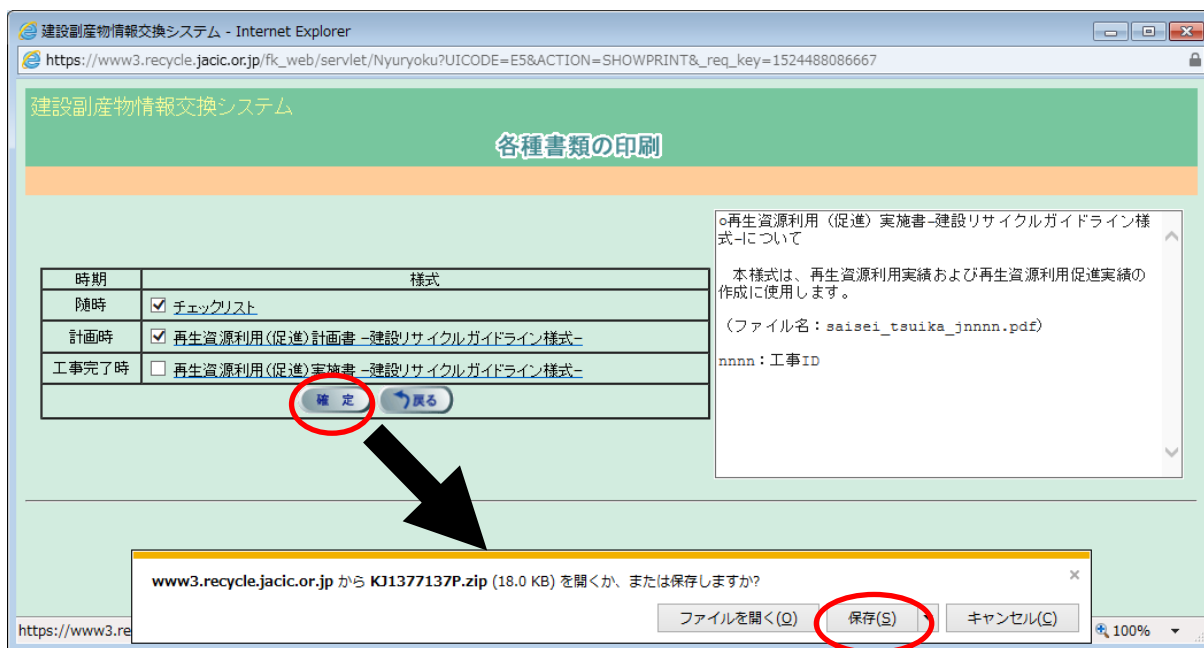 建設副産物情報交換システム - Internet Explorer
https://www3.recycle.jacic.or.jp/fk_web/servlet/Nyuryoku?UICODE=E5&ACTION=SHOWPRINT&_req_key=1524488086667
建設副産物情報交換システム
各種書類の印刷
時期 様式
随時 チェックリスト
計画時 再生資源利用(促進)計画書 −建設リサイクルガイドライン様式−
工事完了時 再生資源利用(促進)実施書 −建設リサイクルガイドライン様式−
確 定 戻る
○再生資源利用(促進)実施書−建設リサイクルガイドライン様
式−について
本様式は、再生資源利用実績および再生資源利用促進実績の
作成に使用します。
(ファイル名:saisei_tsuika_jnnnn.pdf)
nnnn:工事ID
www3.recycle.jacic.or.jp から KJ1377137P.zip (18.0 KB) を開くか、または保存しますか?
ファイルを開く(O) 保存(S) キャンセル(C)
https://www3.re
100%